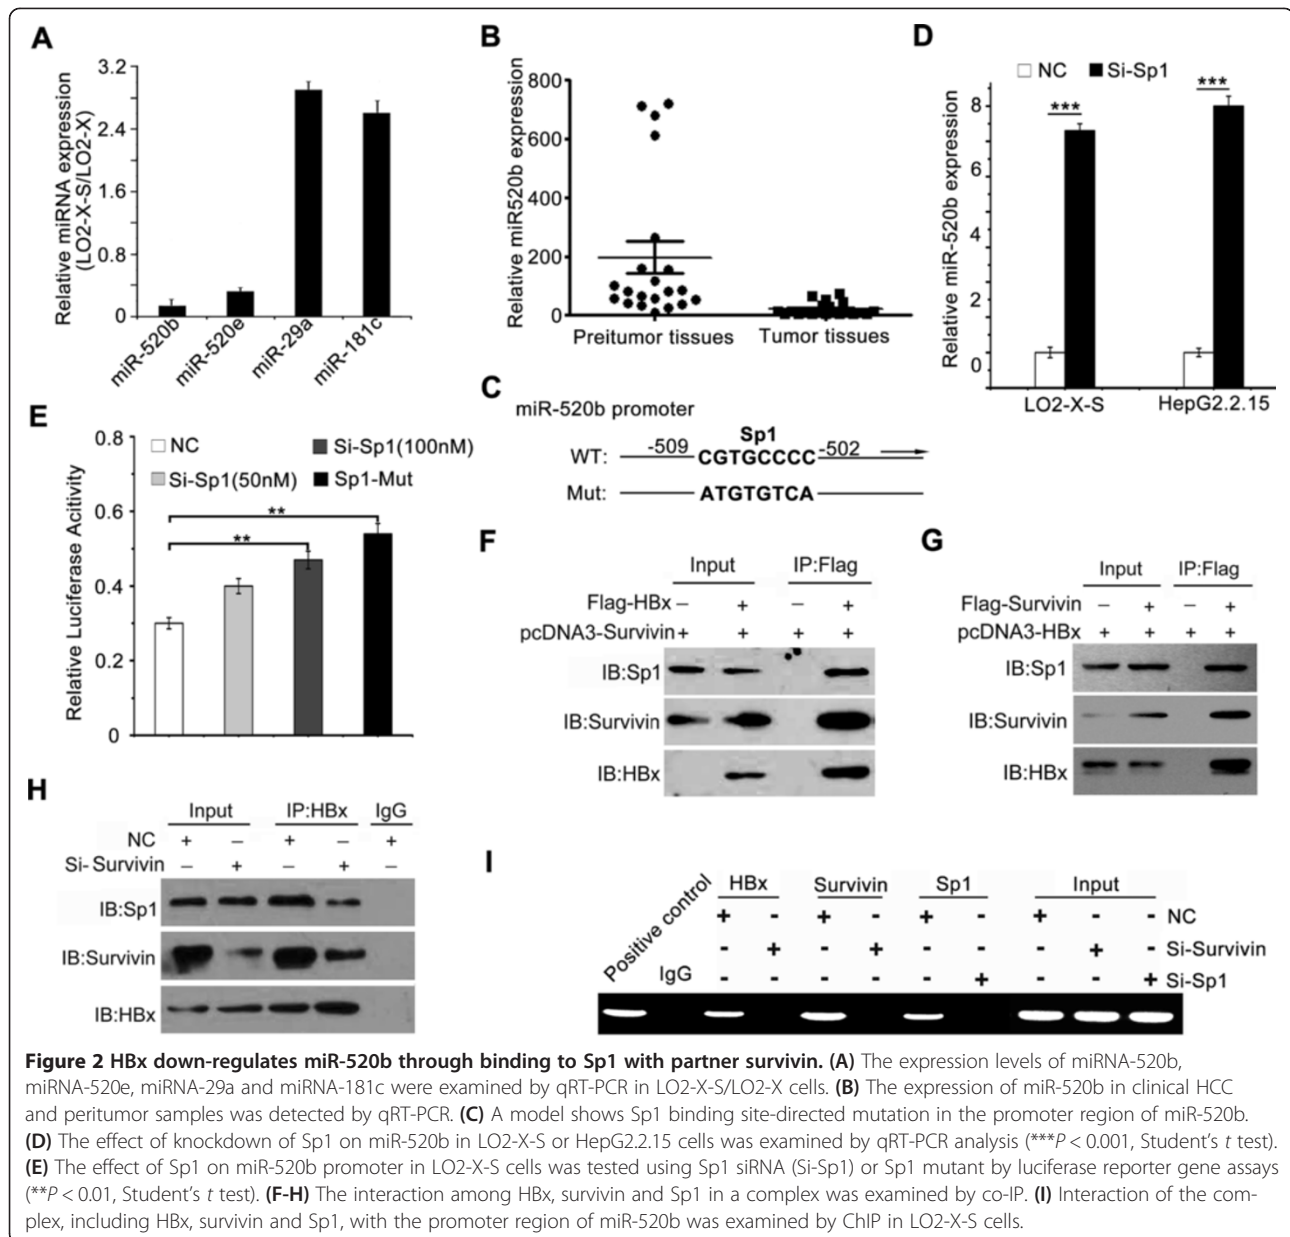 A
Relative miRNA expression
(LO2-X-S/LO2-X)
3.2
2.4
1.6
0.8
0
miR-520b
miR-520e
miR-29a
miR-181c
B
Relative miR520b expression
800
600
400
200
0
Preitumor tissues
Tumor tissues
C
miR-520b promoter
Sp1
WT:
-509
CGTGCCCC
-502
Mut:
ATGTGTCA
D
NC
Si-Sp1
Relative miR-520b expression
8
6
4
2
0
***
***
LO2-X-S
HepG2.2.15
E
Relative Luciferase Acitivity
0.8
0.6
0.4
0.2
0
NC
Si-Sp1(100nM)
Si-Sp1(50nM)
Sp1-Mut
**
**
F
Input
IP:Flag
Flag-HBx
− + − +
pcDNA3-Survivin
+ + + +
IB:Sp1
IB:Survivin
IB:HBx
G
Input
IP:Flag
Flag-Survivin
− + − +
pcDNA3-HBx
+ + + +
IB:Sp1
IB:Survivin
IB:HBx
H
Input
IP:HBx
IgG
NC
+ − + − +
Si-Survivin
− + − + −
IB:Sp1
IB:Survivin
IB:HBx
I
Positive control
IgG
HBx
Survivin
Sp1
Input
+ - + - + - + - - NC
- + - + - - - + - Si-Survivin
- - - - - + - - + Si-Sp1
Figure 2 HBx down-regulates miR-520b through binding to Sp1 with partner survivin. (A) The expression levels of miRNA-520b,
miRNA-520e, miRNA-29a and miRNA-181c were examined by qRT-PCR in LO2-X-S/LO2-X cells. (B) The expression of miR-520b in clinical HCC
and peritumor samples was detected by qRT-PCR. (C) A model shows Sp1 binding site-directed mutation in the promoter region of miR-520b.
(D) The effect of knockdown of Sp1 on miR-520b in LO2-X-S or HepG2.2.15 cells was examined by qRT-PCR analysis (***P < 0.001, Student's t test).
(E) The effect of Sp1 on miR-520b promoter in LO2-X-S cells was tested using Sp1 siRNA (Si-Sp1) or Sp1 mutant by luciferase reporter gene assays
(**P < 0.01, Student's t test). (F-H) The interaction among HBx, survivin and Sp1 in a complex was examined by co-IP. (I) Interaction of the com-
plex, including HBx, survivin and Sp1, with the promoter region of miR-520b was examined by ChIP in LO2-X-S cells.